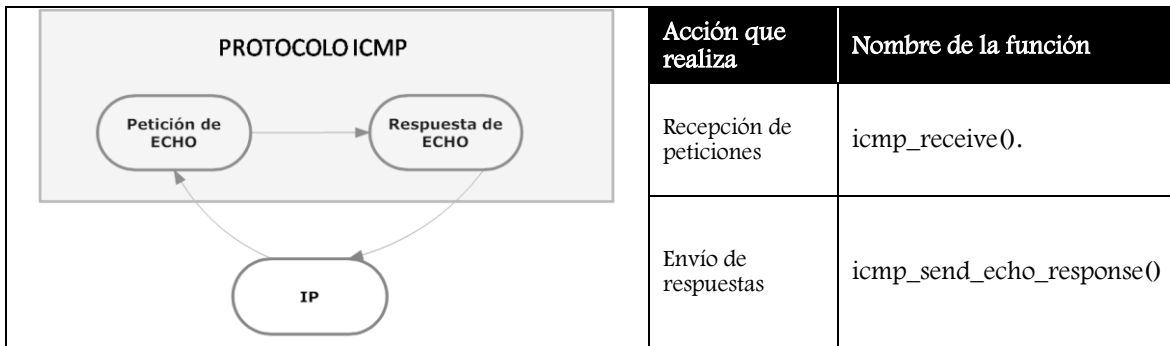 PROTOCOLO ICMP
Petición de
ECHO
Respuesta de
ECHO
IP
Acción que
realiza
Nombre de la función
Recepción de
peticiones
icmp_receive().
Envío de
respuestas
icmp_send_echo_response()